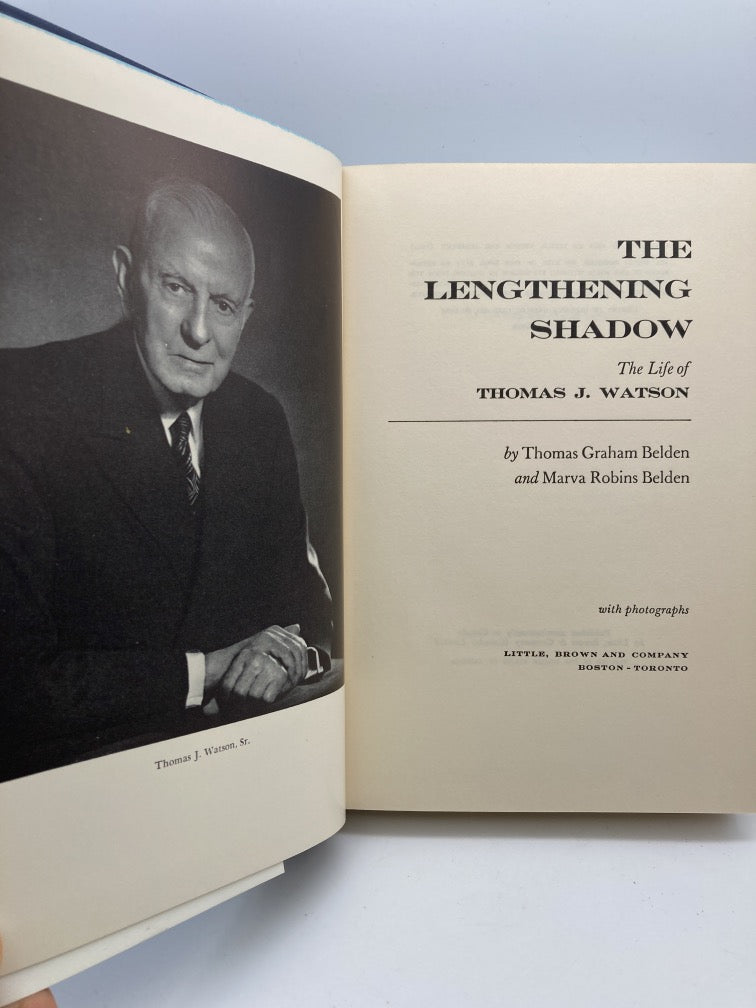 Thomas J. Watson, Sr.
THE
LENGTHENING
SHADOW
The Life of
THOMAS J. WATSON
by Thomas Graham Belden
and Marva Robins Belden
with photographs
LITTLE, BROWN AND COMPANY
BOSTON - TORONTO